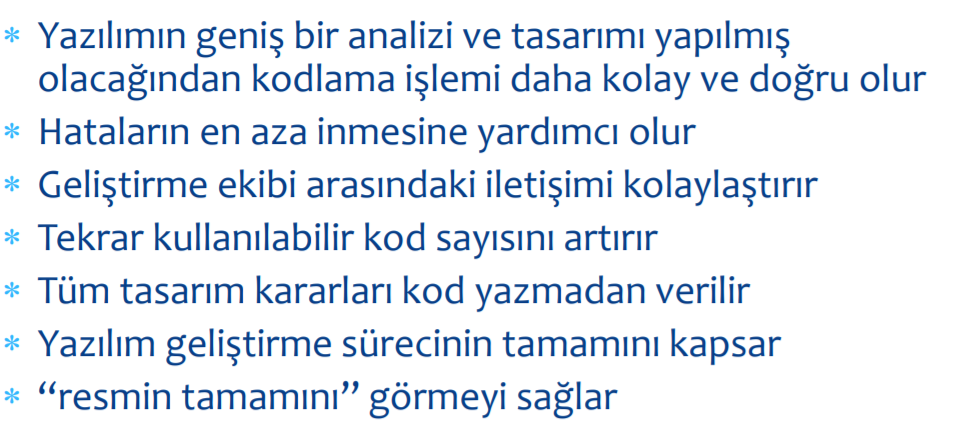 * Yazılımın geniş bir analizi ve tasarımı yapılmış
olacağından kodlama işlemi daha kolay ve doğru olur
* Hataların en aza inmesine yardımcı olur
* Geliştirme ekibi arasındaki iletişimi kolaylaştırır
* Tekrar kullanılabilir kod sayısını artırır
* Tüm tasarım kararları kod yazmadan verilir
* Yazılım geliştirme sürecinin tamamını kapsar
* “resmin tamamını” görmeyi sağlar